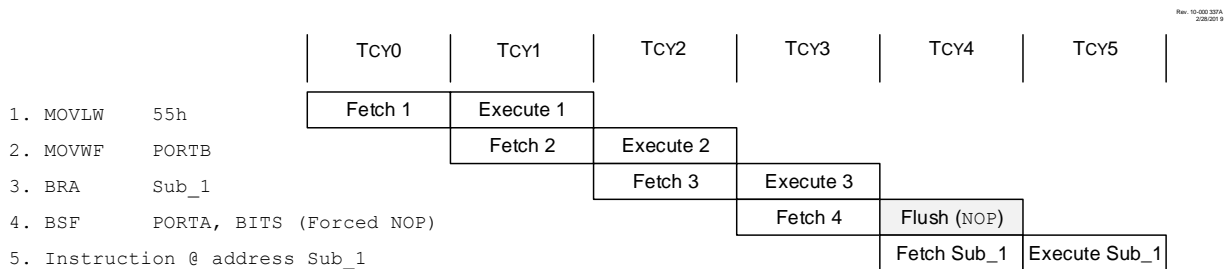 Rev. 10-000 337A
2/28/2019
TCY0 TCY1 TCY2 TCY3 TCY4 TCY5
1. MOVLW 55h Fetch 1 Execute 1
2. MOVWF PORTB Fetch 2 Execute 2
3. BRA Sub_1 Fetch 3 Execute 3
4. BSF PORTA, BITS (Forced NOP) Fetch 4 Flush (NOP)
5. Instruction @ address Sub_1 Fetch Sub_1 Execute Sub_1